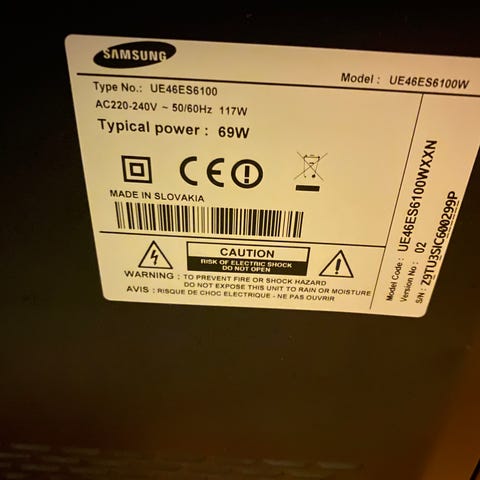 SAMSUNG
Type No.: UE46ES6100
Model : UE46ES6100W
AC220-240V ~ 50/60Hz 117W
Typical power : 69W
CE
MADE IN SLOVAKIA
CAUTION
RISK OF ELECTRIC SHOCK
DO NOT OPEN
WARNING : TO PREVENT FIRE OR SHOCK HAZARD
DO NOT EXPOSE THIS UNIT TO RAIN OR MOISTURE
AVIS : RISQUE DE CHOC ELECTRIQUE - NE PAS OUVRIR
Model Code : UE46ES6100WXXN
Version No : 02
S/N : Z9TU3SIC600299P